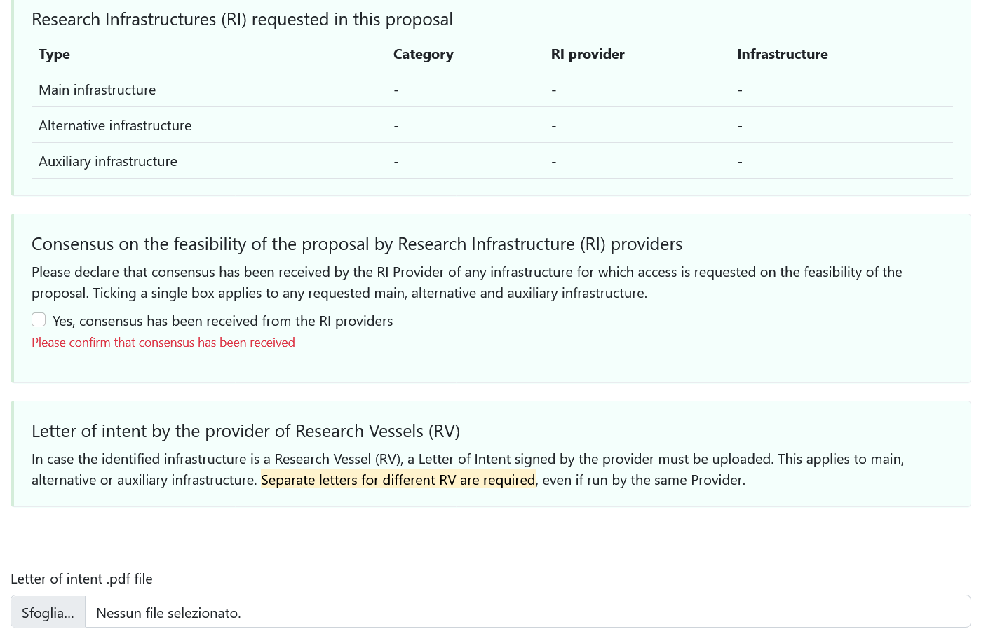 Research Infrastructures (RI) requested in this proposal
Type Category RI provider Infrastructure
Main infrastructure - - -
Alternative infrastructure - - -
Auxiliary infrastructure - - -
Consensus on the feasibility of the proposal by Research Infrastructure (RI) providers
Please declare that consensus has been received by the RI Provider of any infrastructure for which access is requested on the feasibility of the
proposal. Ticking a single box applies to any requested main, alternative and auxiliary infrastructure.
Yes, consensus has been received from the RI providers
Please confirm that consensus has been received
Letter of intent by the provider of Research Vessels (RV)
In case the identified infrastructure is a Research Vessel (RV), a Letter of Intent signed by the provider must be uploaded. This applies to main,
alternative or auxiliary infrastructure. Separate letters for different RV are required, even if run by the same Provider.
Letter of intent .pdf file
Sfoglia... Nessun file selezionato.